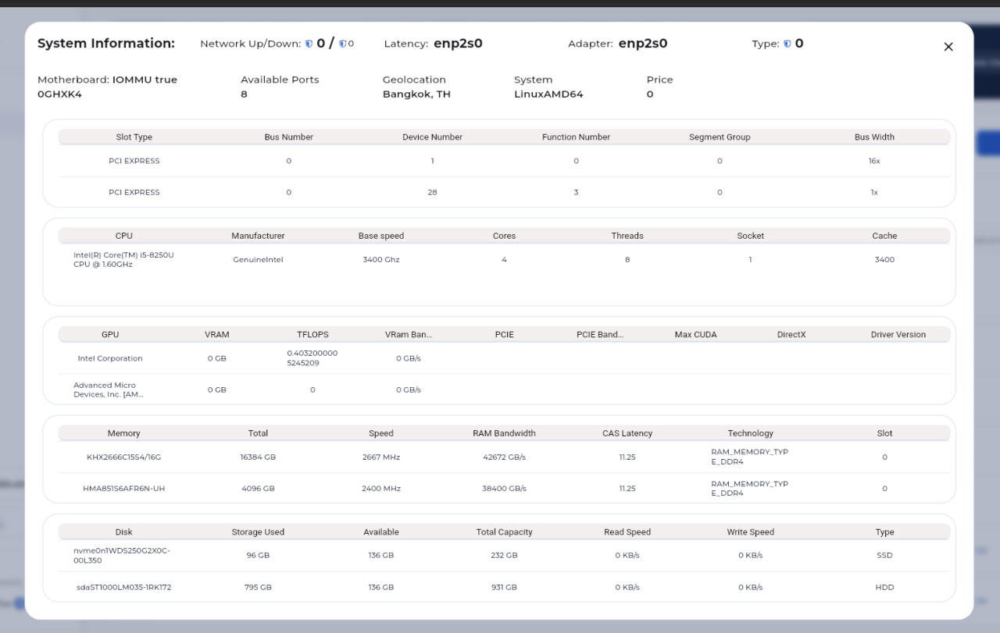 System Information: Network Up/Down: 0 / 0 Latency: enp2s0 Adapter: enp2s0 Type: 0
Motherboard: IOMMU true Available Ports Geolocation System Price
0GHXK4 8 Bangkok, TH LinuxAMD64 0
Slot Type Bus Number Device Number Function Number Segment Group Bus Width
PCI EXPRESS 0 1 0 0 16x
PCI EXPRESS 0 28 3 0 1x
CPU Manufacturer Base speed Cores Threads Socket Cache
Intel(R) Core(TM) i5-8250U
CPU @ 1.60GHz GenuineIntel 3400 Ghz 4 8 1 3400
GPU VRAM TFLOPS VRam Ban... PCIE PCIE Band... Max CUDA DirectX Driver Version
Intel Corporation 0 GB 0.403200000
5245209 0 GB/s
Advanced Micro
Devices, Inc. [AM... 0 GB 0 0 GB/s
Memory Total Speed RAM Bandwidth CAS Latency Technology Slot
KHX2666C15S4/16G 16384 GB 2667 MHz 42672 GB/s 11.25 RAM_MEMORY_TYP
E_DDR4 0
HMA851S6AFR6N-UH 4096 GB 2400 MHz 38400 GB/s 11.25 RAM_MEMORY_TYP
E_DDR4 0
Disk Storage Used Available Total Capacity Read Speed Write Speed Type
nvme0n1WDS250G2X0C-
00L350 96 GB 136 GB 232 GB 0 KB/s 0 KB/s SSD
sdaST1000LM035-1RK172 795 GB 136 GB 931 GB 0 KB/s 0 KB/s HDD